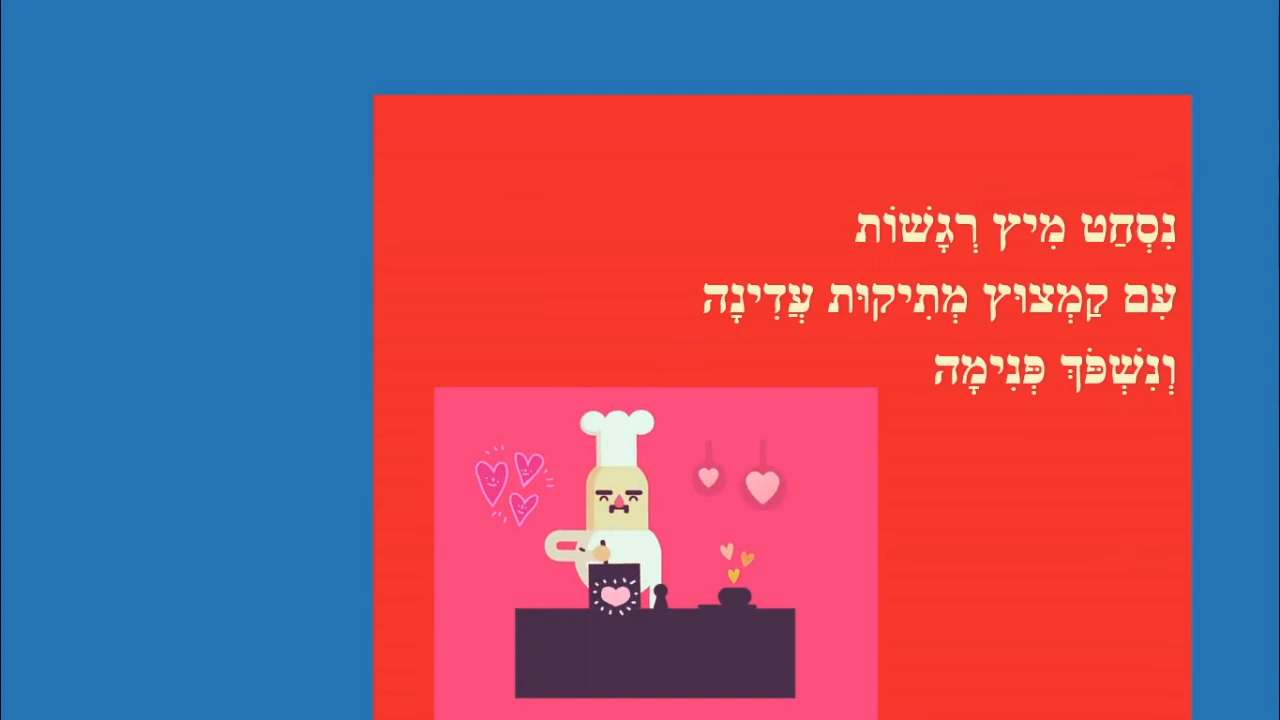 נִסְחַט מִיץ רְגָשׁוֹת
עִם קַמְצוּץ מְתִיקוּת עֲדִינָה
וְנִשְׁפֹּךְ פְּנִימָה